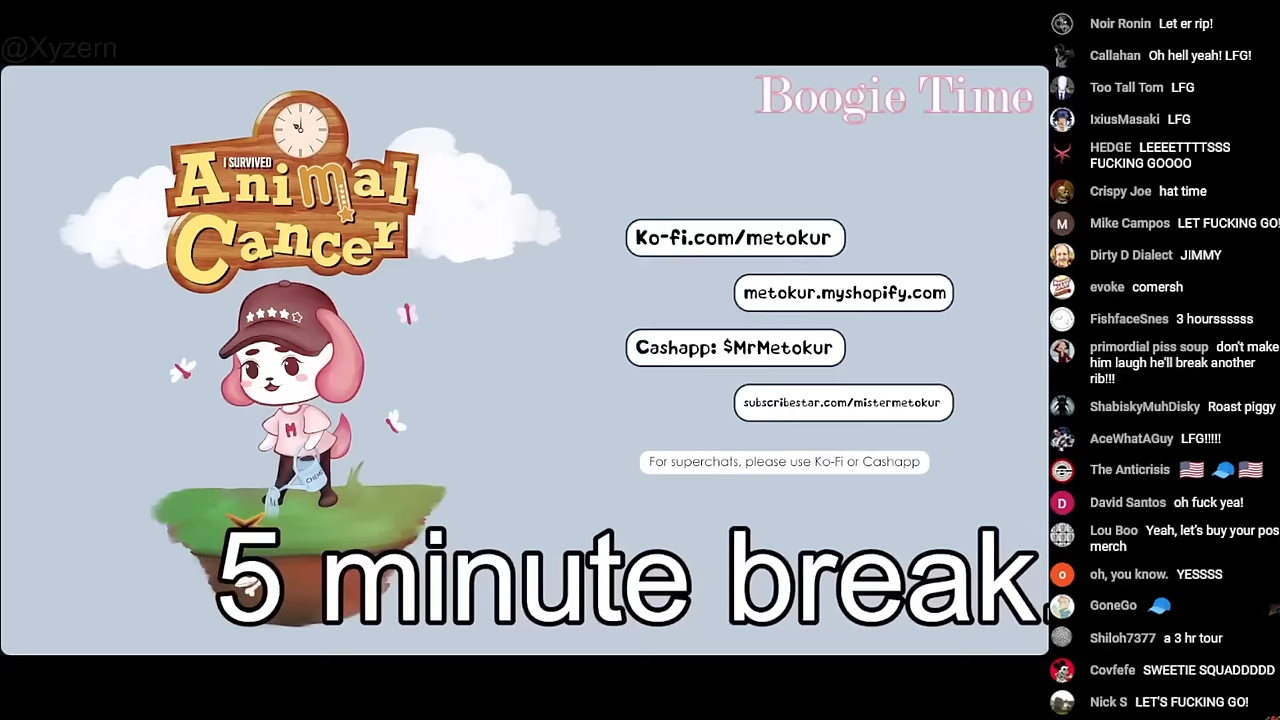 @Xyzern
Boogie Time
I SURVIVED
Animal
Cancer
M
CHEMO
Ko-fi.com/metokur
metokur.myshopify.com
Cashapp: $MrMetokur
subscribestar.com/mistermetokur
For superchats, please use Ko-Fi or Cashapp
5 minute break.
Noir Ronin Let er rip!
Callahan Oh hell yeah! LFG!
Too Tall Tom LFG
IxiusMasaki LFG
HEDGE LEEEETTTTSSS
FUCKING GOOOO
Crispy Joe hat time
M
Mike Campos LET FUCKING GO!
Dirty D Dialect JIMMY
evoke comersh
FishfaceSnes 3 hourssssss
primordial piss soup don't make
him laugh he'll break another
rib!!!
ShabiskyMuhDisky Roast piggy
AceWhatAGuy LFG!!!!!
The Anticrisis 🇺🇸 🧢 🇺🇸
D
David Santos oh fuck yea!
Lou Boo Yeah, let's buy your pos
merch
o
oh, you know. YESSSS
GoneGo 🧢
Shiloh7377 a 3 hr tour
Covfefe SWEETIE SQUADDDDD
Nick S LET'S FUCKING GO!